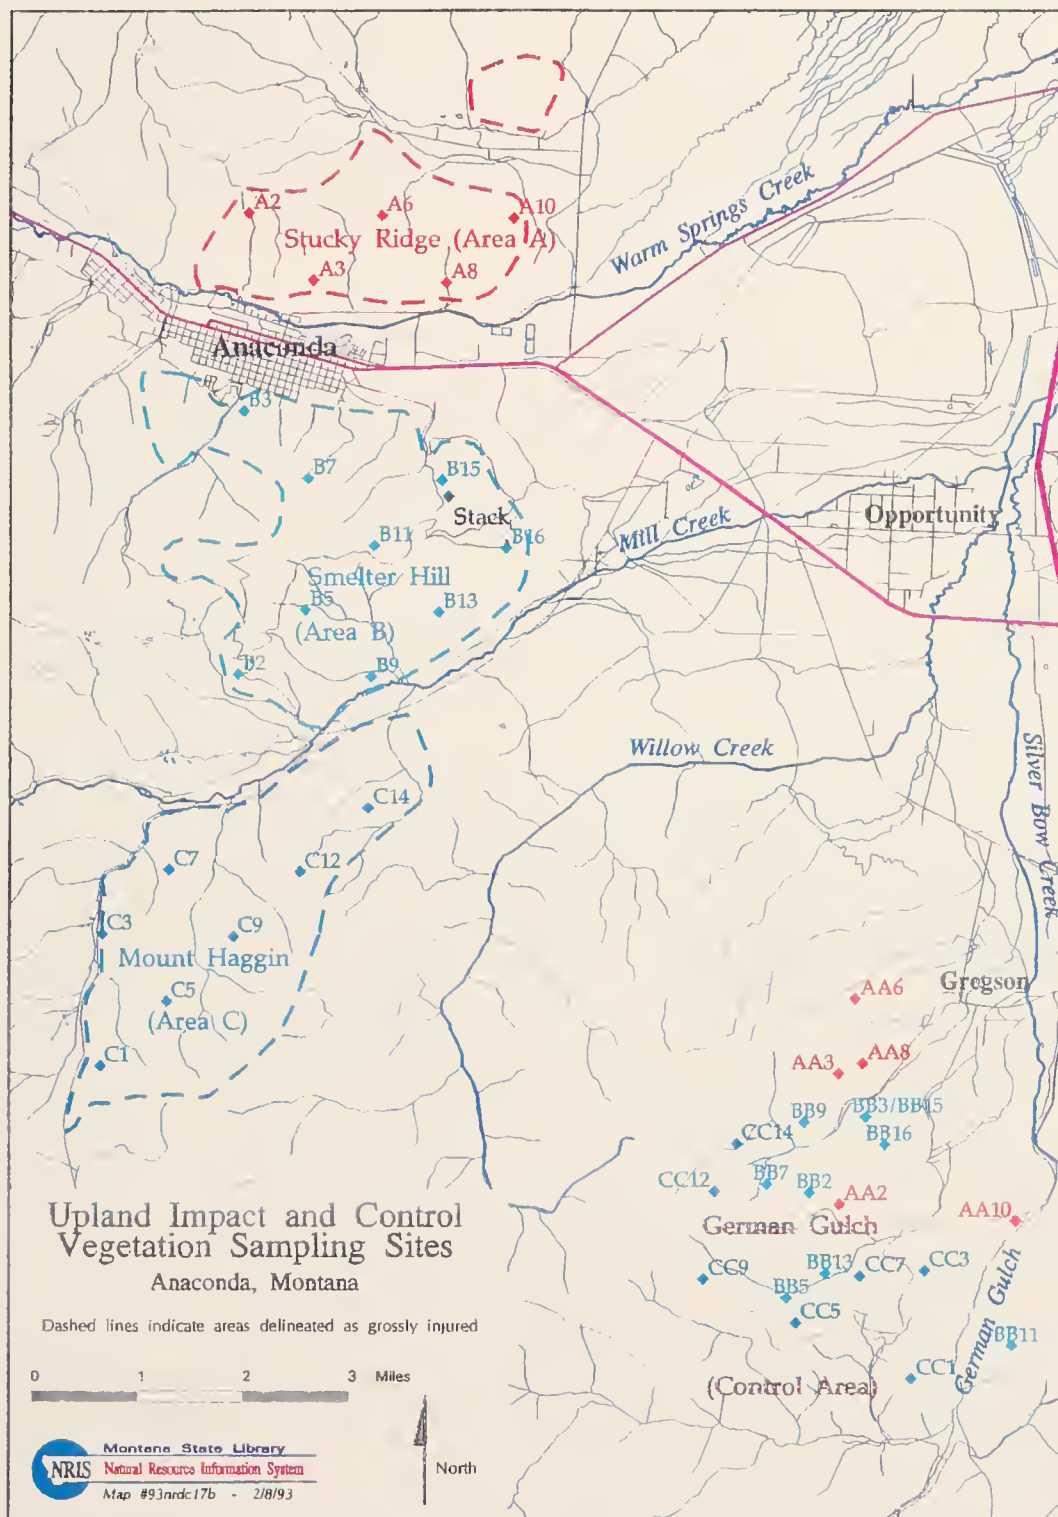 A2
A6
A10
Stucky Ridge (Area A)
A3
A8
Warm Springs Creek
Anaconda
B3
B7
B15
Stack
B11
B16
Mill Creek
Opportunity
Smelter Hill
B5
B13
(Area B)
B2
B9
Willow Creek
Silver Bow Creek
C14
C7
C12
C3
C9
Mount Haggin
C5
(Area C)
C1
Gregson
AA6
AA3
AA8
BB9
BB3/BB15
CC14
BB16
CC12
BB7
BB2
AA2
AA10
German Gulch
CC9
BB13
CC7
CC3
BB5
CC5
German Gulch
BB11
CC1
(Control Area)
Upland Impact and Control
Vegetation Sampling Sites
Anaconda, Montana
Dashed lines indicate areas delineated as grossly injured
0 1 2 3 Miles
North
NRIS
Montana State Library
Natural Resource Information System
Map #93nrdc17b - 2/8/93